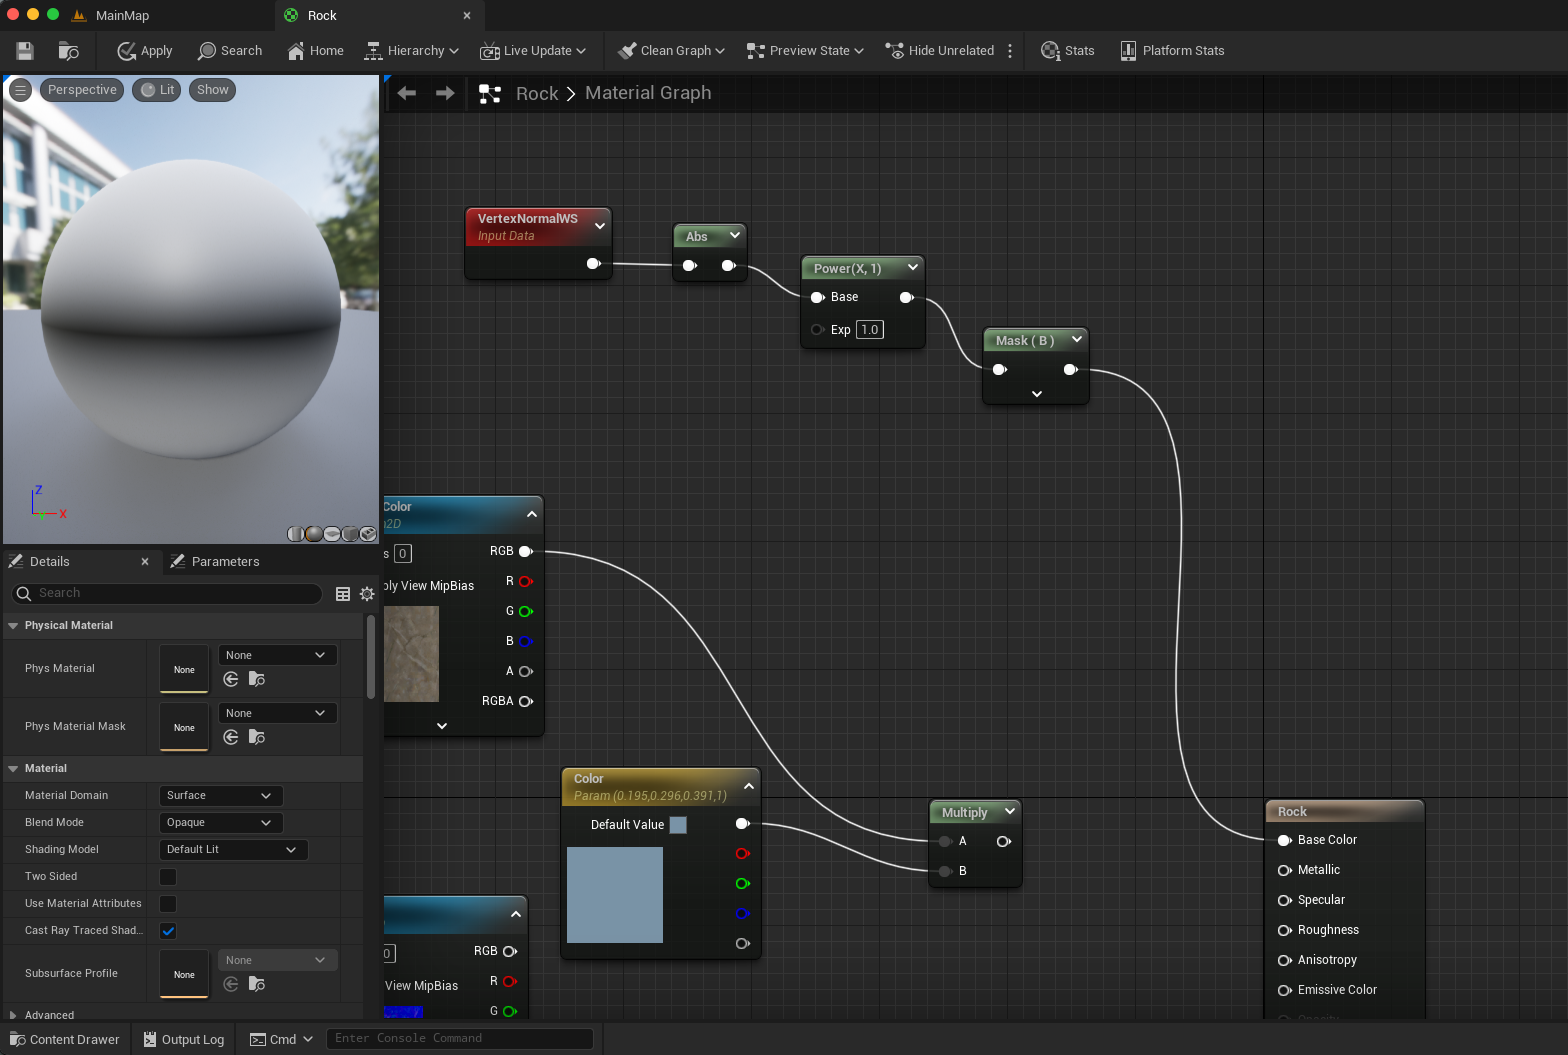 MainMap
Rock
Apply
Search
Home
Hierarchy
Live Update
Clean Graph
Preview State
Hide Unrelated
Stats
Platform Stats
Perspective
Lit
Show
Rock > Material Graph
VertexNormalWS
Input Data
Abs
Power(X, 1)
Base
Exp 1.0
Mask ( B )
Z
Y
X
Color
2D
s 0
RGB
R
ply View MipBias
G
B
A
RGBA
Details
Parameters
Search
Physical Material
Phys Material
None
None
Phys Material Mask
None
None
Material
Material Domain
Surface
Blend Mode
Opaque
Shading Model
Default Lit
Two Sided
Use Material Attributes
Cast Ray Traced Shad...
Subsurface Profile
None
None
Advanced
Color
Param (0.195,0.296,0.391,1)
Default Value
Multiply
A
B
0
RGB
View MipBias
R
G
Rock
Base Color
Metallic
Specular
Roughness
Anisotropy
Emissive Color
Opacity
Content Drawer
Output Log
Cmd
Enter Console Command